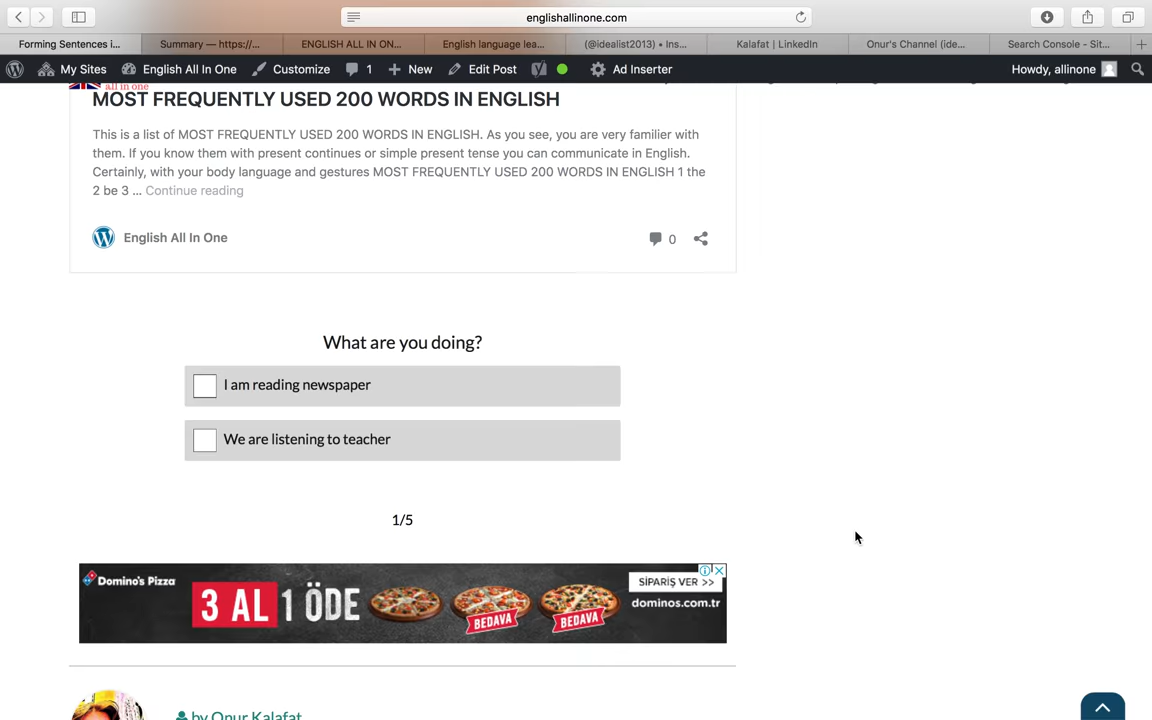 englishallinone.com
Forming Sentences i...
Summary — https://...
ENGLISH ALL IN ON...
English language lea...
(@idealist2013) • Ins...
Kalafat | LinkedIn
Onur's Channel (ide...
Search Console - Sit...
My Sites
English All In One
Customize
1
New
Edit Post
Ad Inserter
Howdy, allinone
all in one
MOST FREQUENTLY USED 200 WORDS IN ENGLISH
This is a list of MOST FREQUENTLY USED 200 WORDS IN ENGLISH. As you see, you are very familiar with
them. If you know them with present continues or simple present tense you can communicate in English.
Certainly, with your body language and gestures MOST FREQUENTLY USED 200 WORDS IN ENGLISH 1 the
2 be 3 ... Continue reading
English All In One
0
What are you doing?
I am reading newspaper
We are listening to teacher
1/5
Domino's Pizza
3 AL 1 ÖDE
BEDAVA
BEDAVA
SİPARİŞ VER >>
dominos.com.tr
by Onur Kalafat